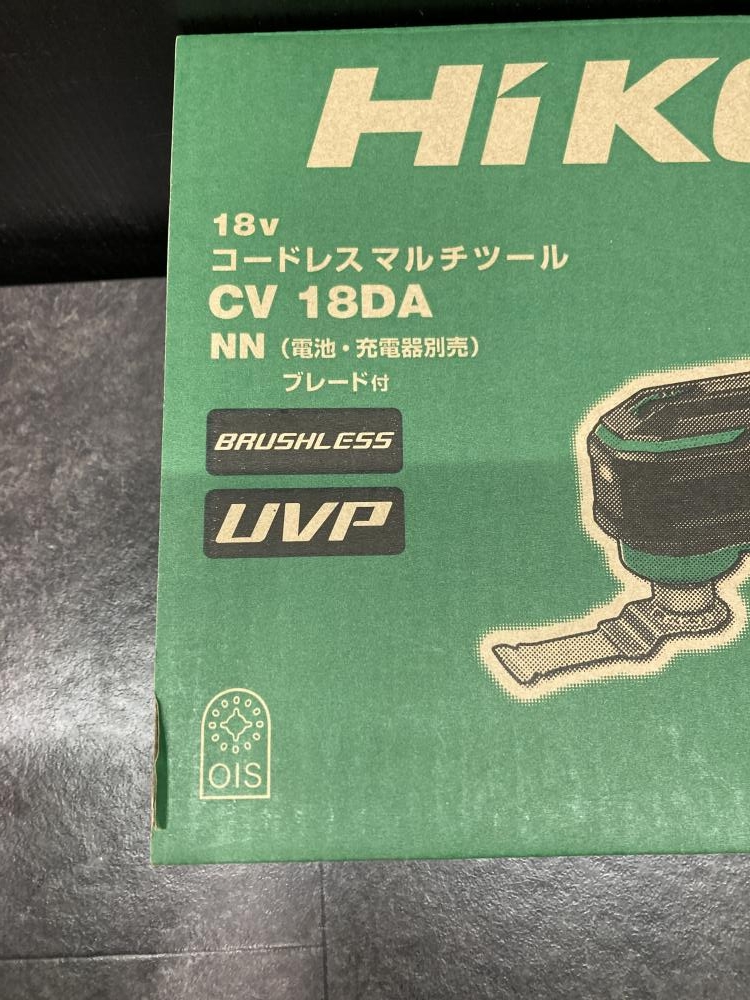 HiKO
18v
コードレスマルチツール
CV 18DA
NN (電池・充電器別売)
ブレード付
BRUSHLESS
UVP
OIS